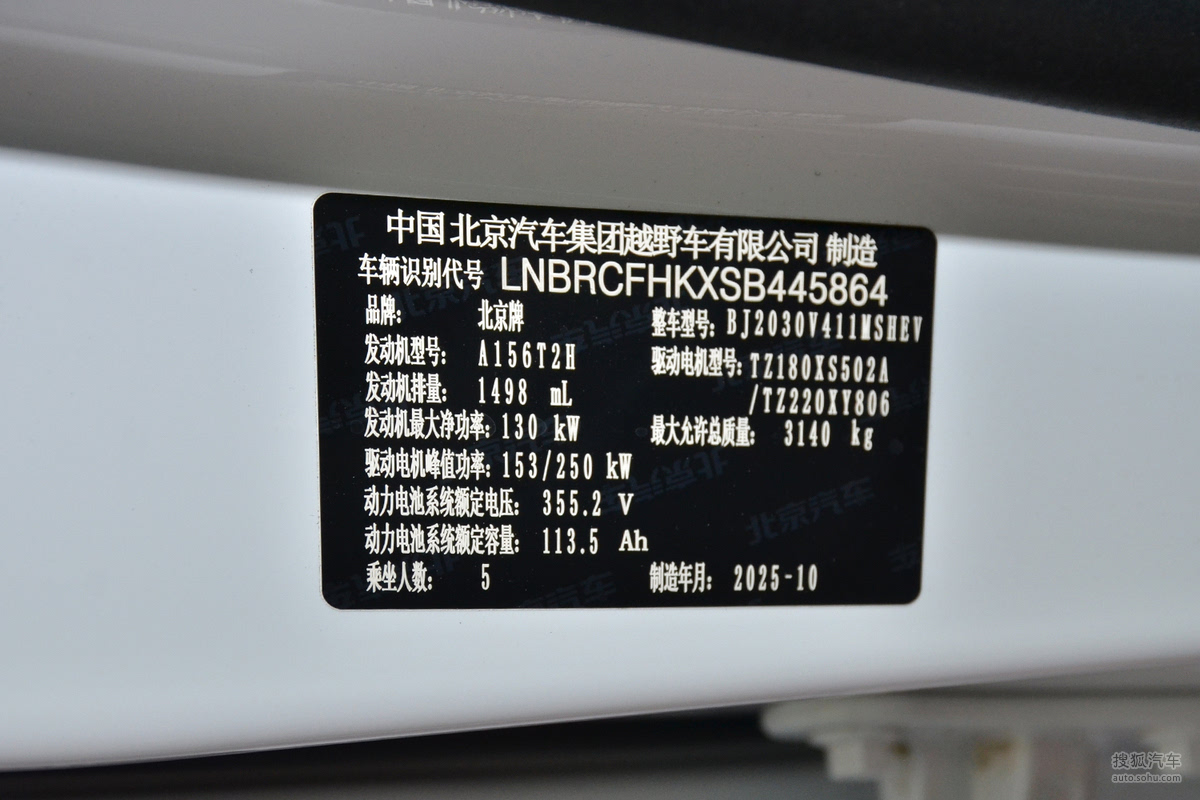 中国 北京汽车集团越野车有限公司 制造
车辆识别代号 LNBRCFHKXSB445864
品牌: 北京牌 整车型号: BJ2030V411MSHEV
发动机型号: A156T2H 驱动电机型号: TZ180XS502A
发动机排量: 1498 mL /TZ220XY806
发动机最大净功率: 130 kW 最大允许总质量: 3140 kg
驱动电机峰值功率: 153/250 kW
动力电池系统额定电压: 355.2 V
动力电池系统额定容量: 113.5 Ah
乘坐人数: 5 制造年月: 2025-10
搜狐汽车
auto.sohu.com